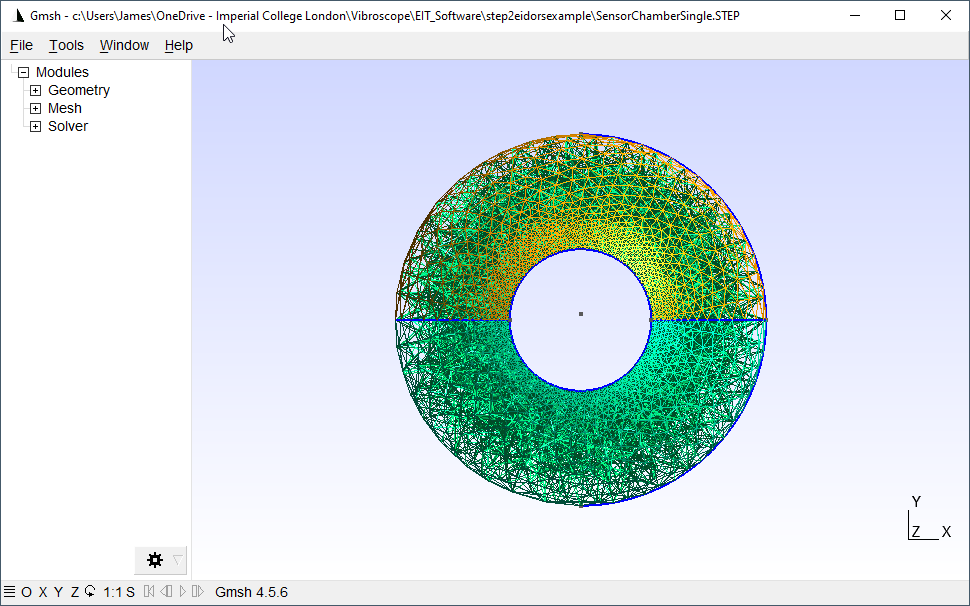 Gmsh - c:\Users\James\OneDrive - Imperial College London\Vibroscope\EIT_Software\step2eidorsexample\SensorChamberSingle.STEP
File Tools Window Help
Modules
Geometry
Mesh
Solver
Y
Z X
O X Y Z 1:1 S Gmsh 4.5.6